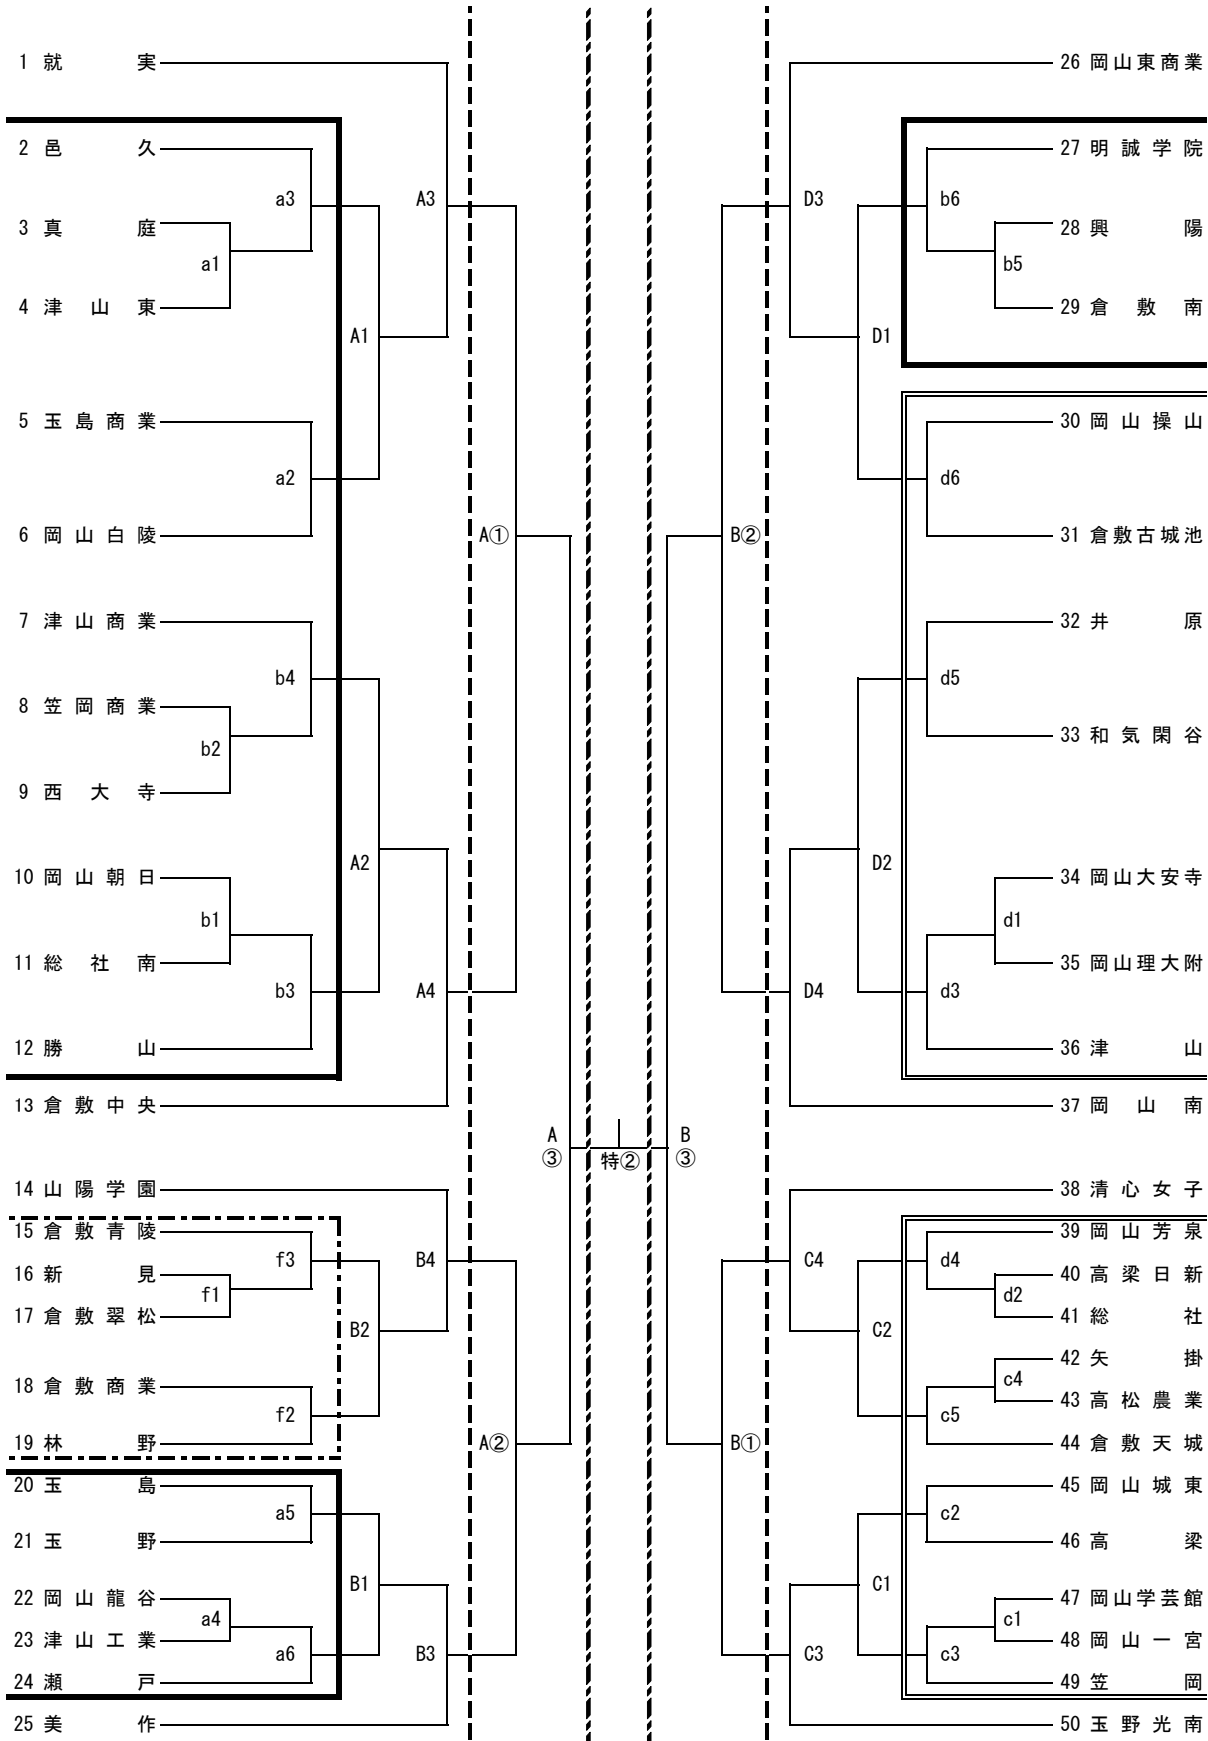 1 就実
2 邑久
a3
3 真庭
a1
4 津山東
A3
A1
5 玉島商業
a2
6 岡山白陵
A①
7 津山商業
b4
8 笠岡商業
b2
9 西大寺
A2
10 岡山朝日
b1
11 総社南
b3
A4
12 勝山
13 倉敷中央
A
③
14 山陽学園
15 倉敷青陵
f3
16 新見
f1
17 倉敷翠松
B4
B2
18 倉敷商業
f2
19 林野
A②
20 玉島
a5
21 玉野
B1
22 岡山龍谷
a4
23 津山工業
a6
B3
24 瀬戸
25 美作
特②
26 岡山東商業
27 明誠学院
D3
b6
28 興陽
b5
29 倉敷南
D1
30 岡山操山
d6
31 倉敷古城池
B②
32 井原
d5
33 和気閑谷
D2
34 岡山大安寺
d1
35 岡山理大附
D4
d3
36 津山
37 岡山南
B
③
38 清心女子
39 岡山芳泉
C4
d4
40 高梁日新
d2
41 総社
C2
42 矢掛
c4
43 高松農業
c5
44 倉敷天城
B①
45 岡山城東
c2
46 高梁
C1
47 岡山学芸館
c1
48 岡山一宮
C3
c3
49 笠岡
50 玉野光南